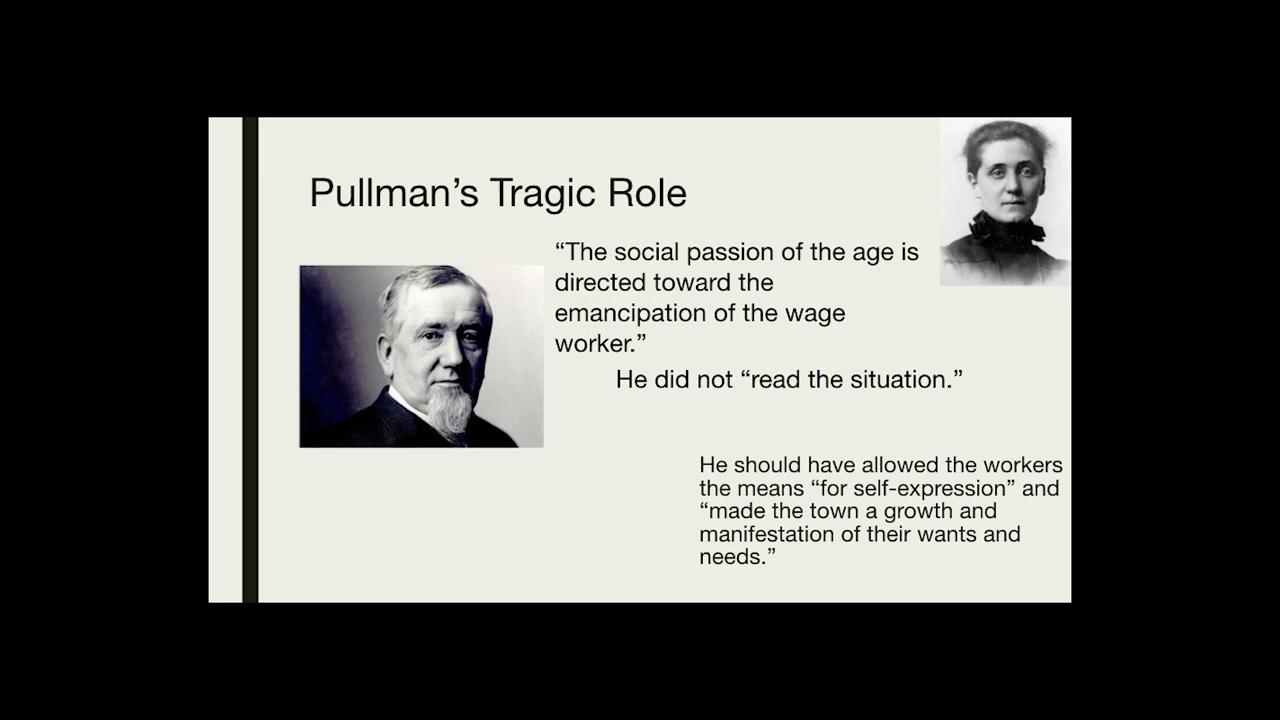 Pullman’s Tragic Role
“The social passion of the age is
directed toward the
emancipation of the wage
worker.”
He did not “read the situation.”
He should have allowed the workers
the means “for self-expression” and
“made the town a growth and
manifestation of their wants and
needs.”